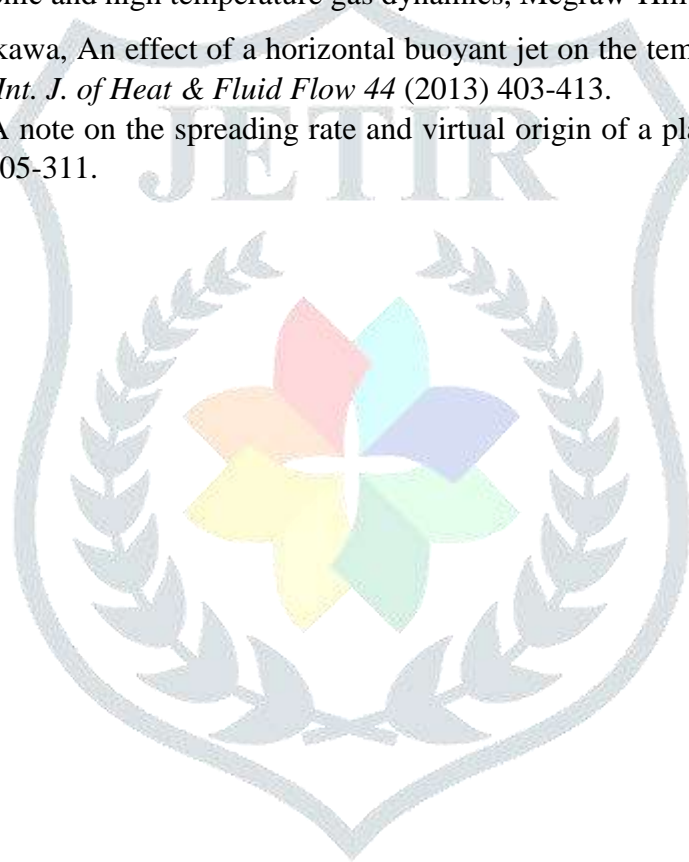 nic and high temperature gas dynamics, Mcgraw-Hill
kawa, An effect of a horizontal buoyant jet on the tem
Int. J. of Heat & Fluid Flow 44 (2013) 403-413.
A note on the spreading rate and virtual origin of a pla
05-311.
JETIR